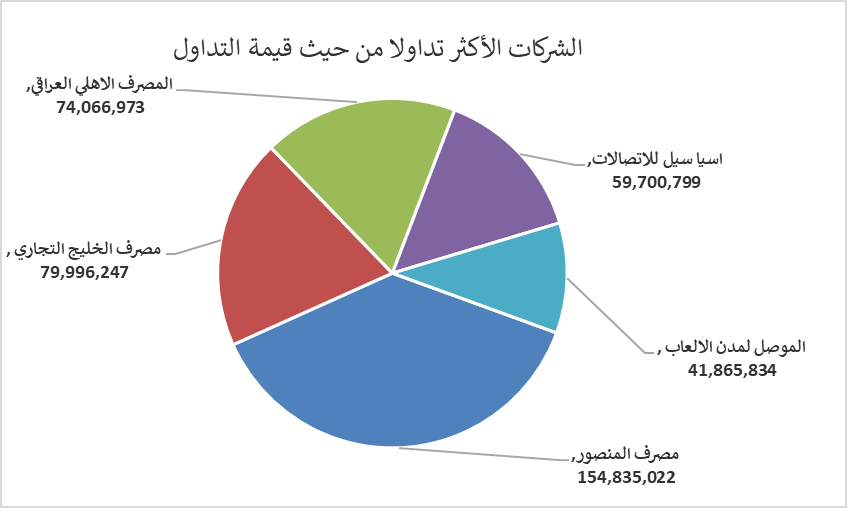 الشركات الأكثر تداولا من حيث قيمة التداول
المصرف الاهلي العراقي,
74,066,973
اسيا سيل للاتصالات,
59,700,799
مصرف الخليج التجاري ,
79,996,247
الموصل لمدن الالعاب ,
41,865,834
مصرف المنصور,
154,835,022